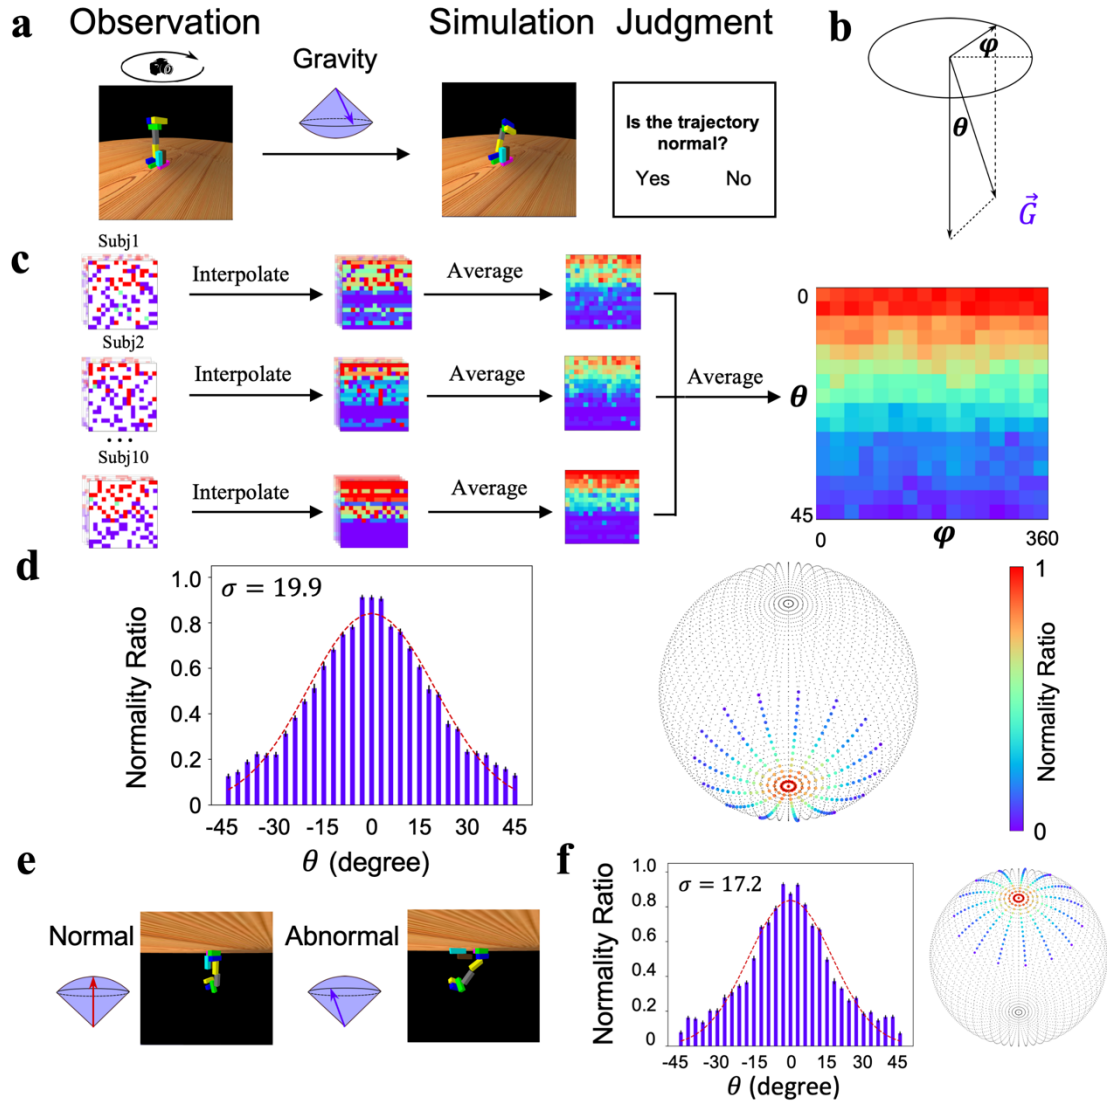 a
Observation
Simulation
Judgment
Gravity
Is the trajectory
normal?
Yes No
b
φ
θ
G⃗
c
Subj1
Interpolate
Average
Subj2
Interpolate
Average
Average
...
Subj10
Interpolate
Average
0
θ
45
0 φ 360
d
σ = 19.9
Normality Ratio
1.0
0.8
0.6
0.4
0.2
0
-45 -30 -15 0 15 30 45
θ (degree)
1
Normality Ratio
0
e
Normal
Abnormal
f
σ = 17.2
Normality Ratio
1.0
0.8
0.6
0.4
0.2
0
-45 -30 -15 0 15 30 45
θ (degree)